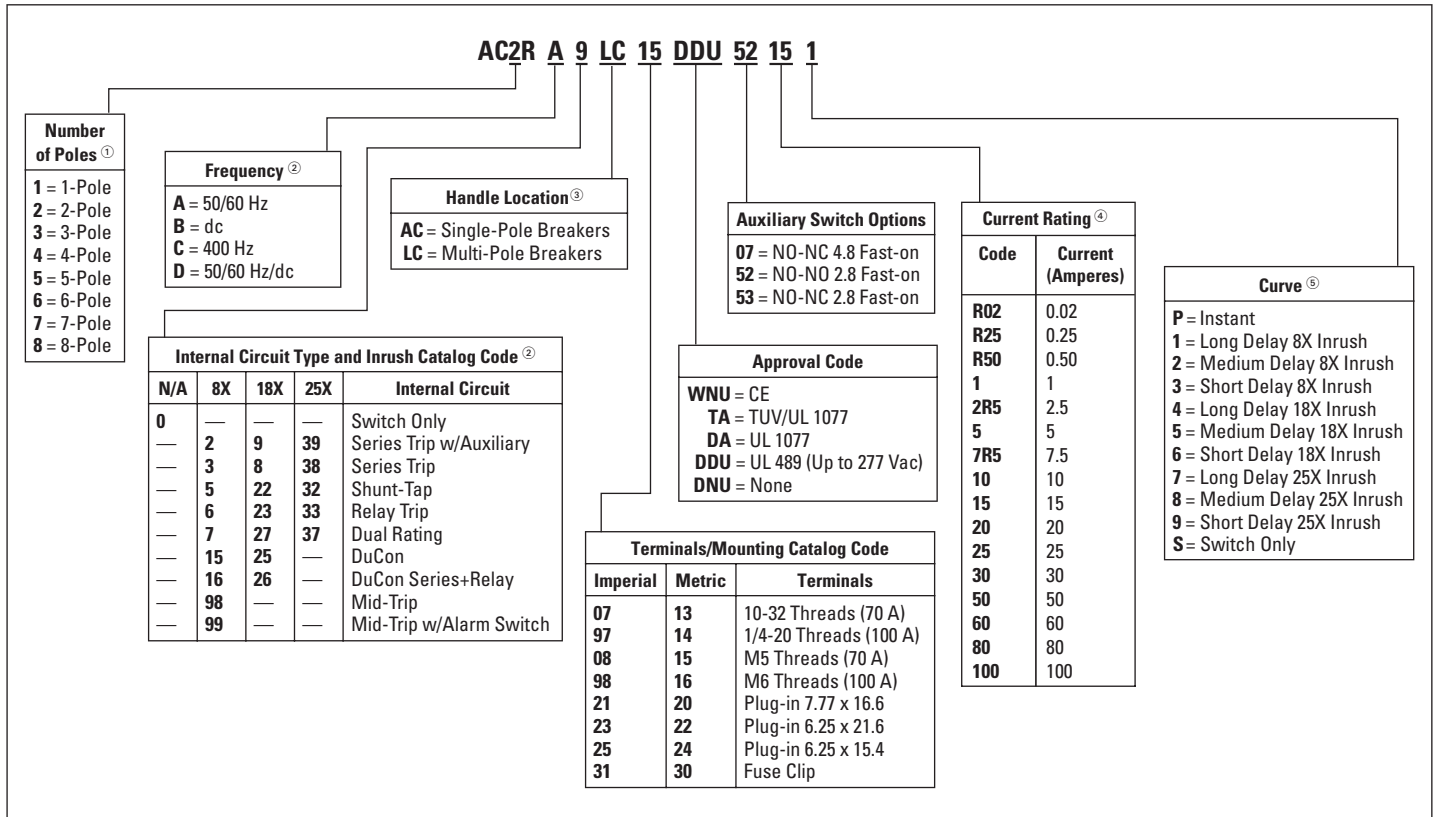 AC2R A 9 LC 15 DDU 52 15 1
Number
of Poles ①
1 = 1-Pole
2 = 2-Pole
3 = 3-Pole
4 = 4-Pole
5 = 5-Pole
6 = 6-Pole
7 = 7-Pole
8 = 8-Pole
Frequency ②
A = 50/60 Hz
B = dc
C = 400 Hz
D = 50/60 Hz/dc
Handle Location ③
AC = Single-Pole Breakers
LC = Multi-Pole Breakers
Internal Circuit Type and Inrush Catalog Code ②
N/A 8X 18X 25X Internal Circuit
0 — — — Switch Only
— 2 9 39 Series Trip w/Auxiliary
— 3 8 38 Series Trip
— 5 22 32 Shunt-Tap
— 6 23 33 Relay Trip
— 7 27 37 Dual Rating
— 15 25 — DuCon
— 16 26 — DuCon Series+Relay
— 98 — — Mid-Trip
— 99 — — Mid-Trip w/Alarm Switch
Auxiliary Switch Options
07 = NO-NC 4.8 Fast-on
52 = NO-NO 2.8 Fast-on
53 = NO-NC 2.8 Fast-on
Approval Code
WNU = CE
TA = TUV/UL 1077
DA = UL 1077
DDU = UL 489 (Up to 277 Vac)
DNU = None
Terminals/Mounting Catalog Code
Imperial Metric Terminals
07 13 10-32 Threads (70 A)
97 14 1/4-20 Threads (100 A)
08 15 M5 Threads (70 A)
98 16 M6 Threads (100 A)
21 20 Plug-in 7.77 x 16.6
23 22 Plug-in 6.25 x 21.6
25 24 Plug-in 6.25 x 15.4
31 30 Fuse Clip
Current Rating ④
Code Current
(Amperes)
R02 0.02
R25 0.25
R50 0.50
1 1
2R5 2.5
5 5
7R5 7.5
10 10
15 15
20 20
25 25
30 30
50 50
60 60
80 80
100 100
Curve ⑤
P = Instant
1 = Long Delay 8X Inrush
2 = Medium Delay 8X Inrush
3 = Short Delay 8X Inrush
4 = Long Delay 18X Inrush
5 = Medium Delay 18X Inrush
6 = Short Delay 18X Inrush
7 = Long Delay 25X Inrush
8 = Medium Delay 25X Inrush
9 = Short Delay 25X Inrush
S = Switch Only